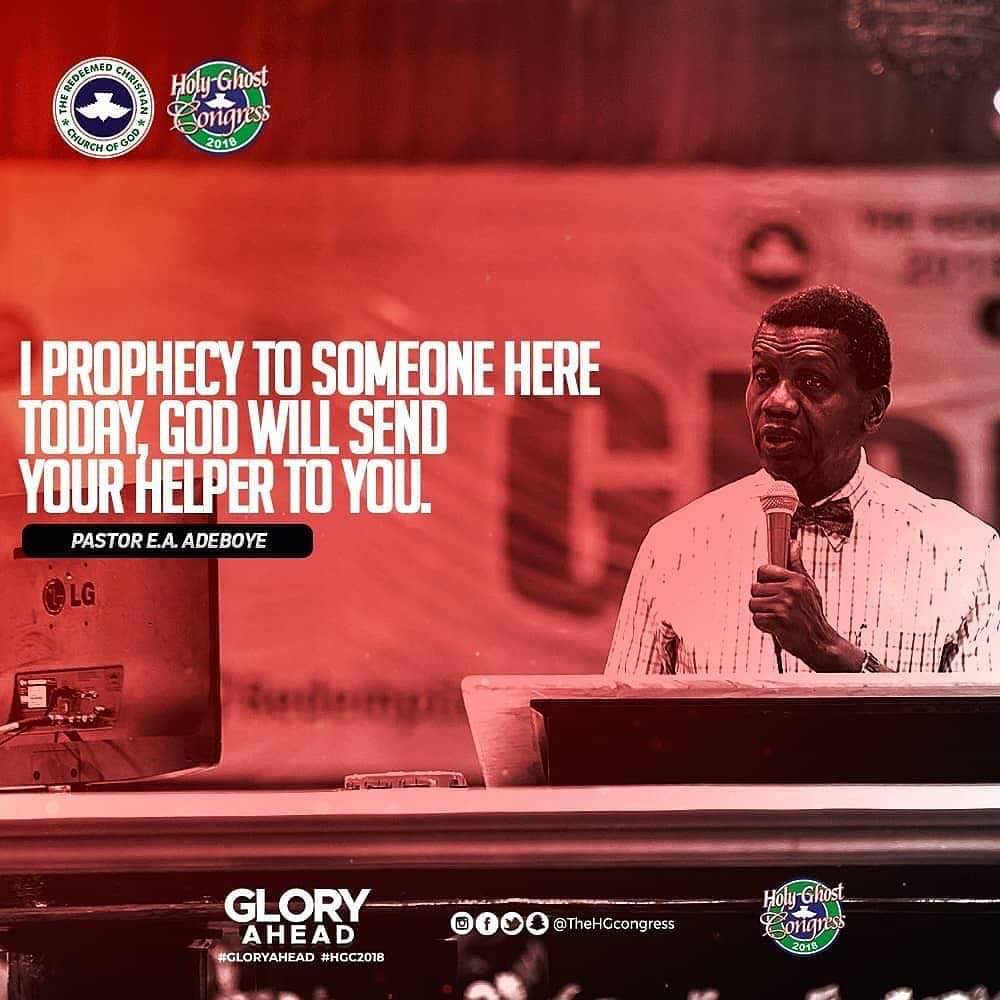 THE REDEEMED CHRISTIAN CHURCH OF GOD
Holy-Ghost
Congress
2018
I PROPHECY TO SOMEONE HERE
TODAY, GOD WILL SEND
YOUR HELPER TO YOU.
PASTOR E.A. ADEBOYE
LG
GLORY
AHEAD
#GLORYAHEAD #HGC2018
@TheHGcongress
Holy-Ghost
Congress
2018